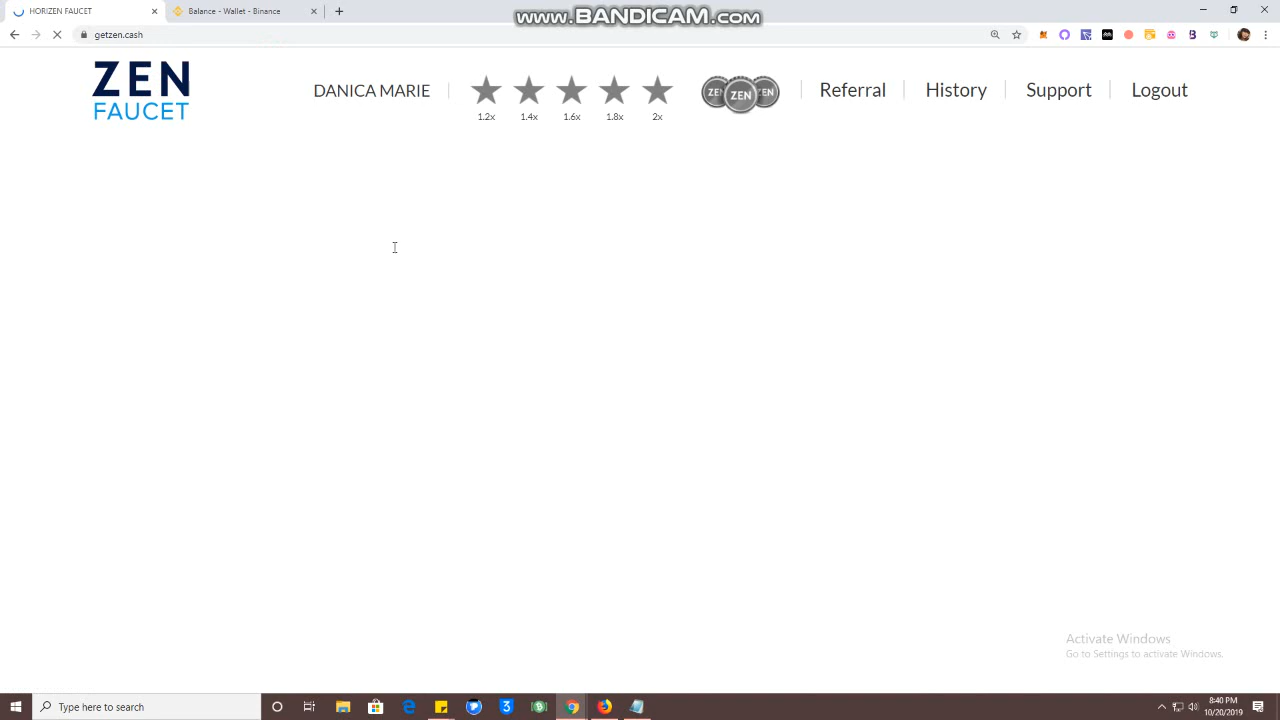 HORIZEN FAUCET
Balance - Wallet - Binance
www.BANDICAM.com
getzen.cash
ZEN
FAUCET
DANICA MARIE
1.2x
1.4x
1.6x
1.8x
2x
ZEN
ZEN
Referral
History
Support
Logout
Activate Windows
Go to Settings to activate Windows.
Type here to search
8:40 PM
10/20/2019